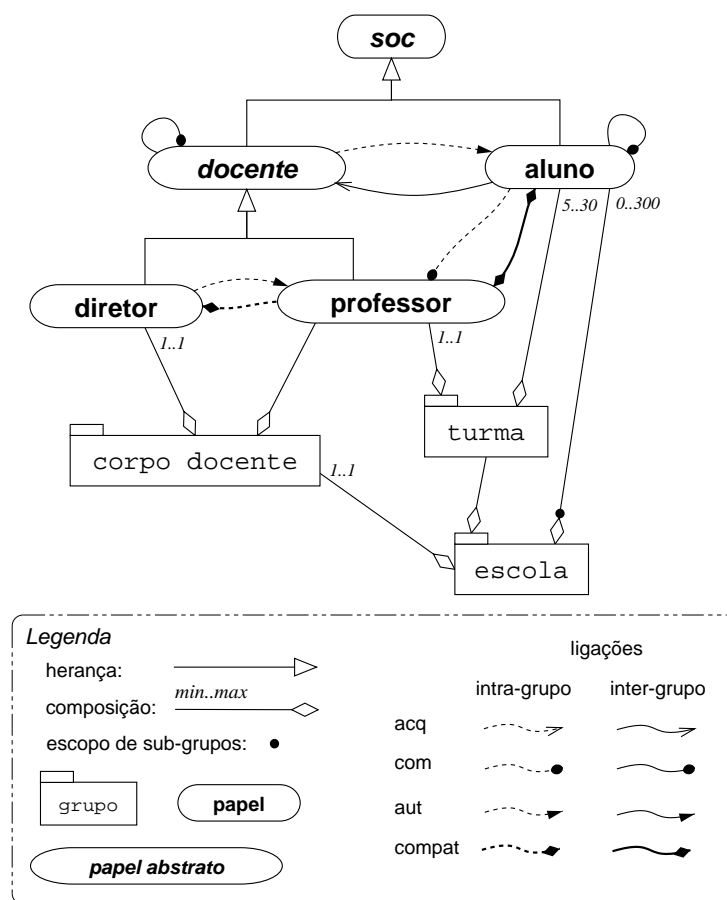 soc
docente
aluno
5..30
0..300
diretor
professor
1..1
1..1
turma
corpo docente
1..1
escola
Legenda
ligações
herança:
min..max
intra-grupo
inter-grupo
composição:
acq
escopo de sub-grupos:
com
grupo
papel
aut
compat
papel abstrato